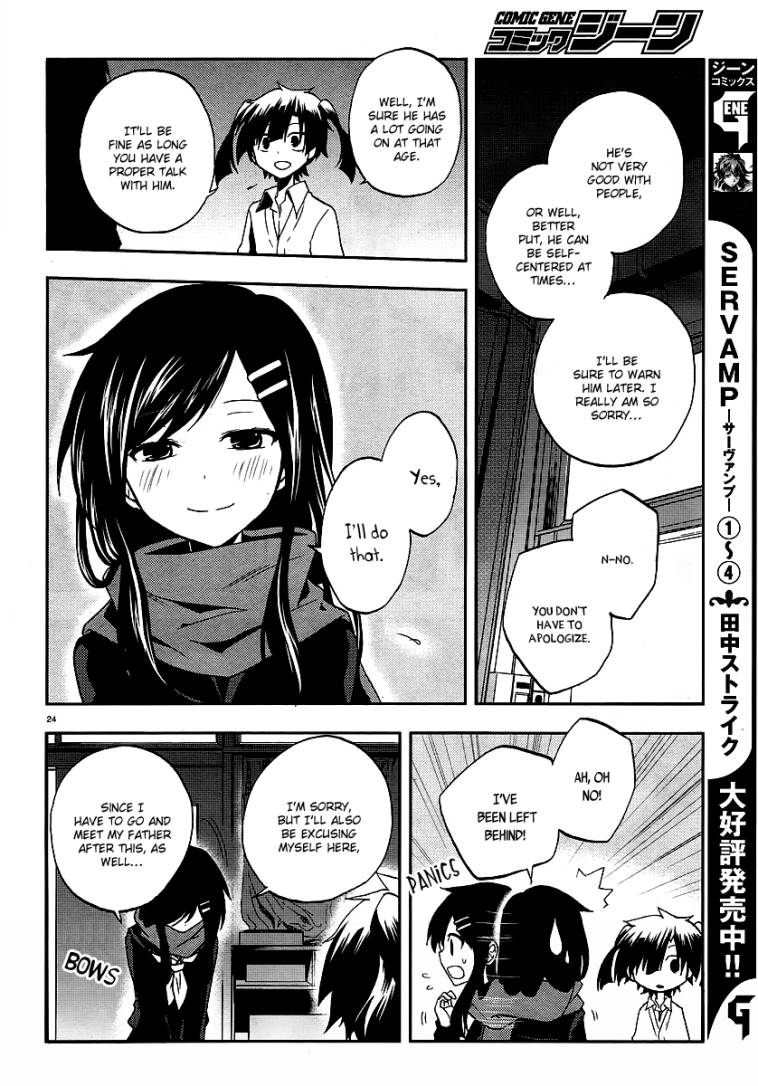 COMIC GENE
コミックジーン
HE'S
NOT VERY
GOOD WITH
PEOPLE,
OR WELL,
BETTER
PUT, HE CAN
BE SELF-
CENTERED AT
TIMES...
I'LL BE
SURE TO WARN
HIM LATER. I
REALLY AM SO
SORRY...
N-NO.
YOU DON'T
HAVE TO
APOLOGIZE.
WELL, I'M
SURE HE HAS
A LOT GOING
ON AT THAT
AGE.
IT'LL BE
FINE AS LONG
YOU HAVE A
PROPER TALK
WITH HIM.
Yes,
I'll do
that.
24
AH, OH
NO!
I'VE
BEEN LEFT
BEHIND!
PANICS
I'M SORRY,
BUT I'LL ALSO
BE EXCUSING
MYSELF HERE,
SINCE I
HAVE TO GO AND
MEET MY FATHER
AFTER THIS, AS
WELL...
BOWS
ジーン
コミックス
GENE
SERVAMP—サーヴァンプ—①〜④ 田中ストライク 大好評発売中!!
G